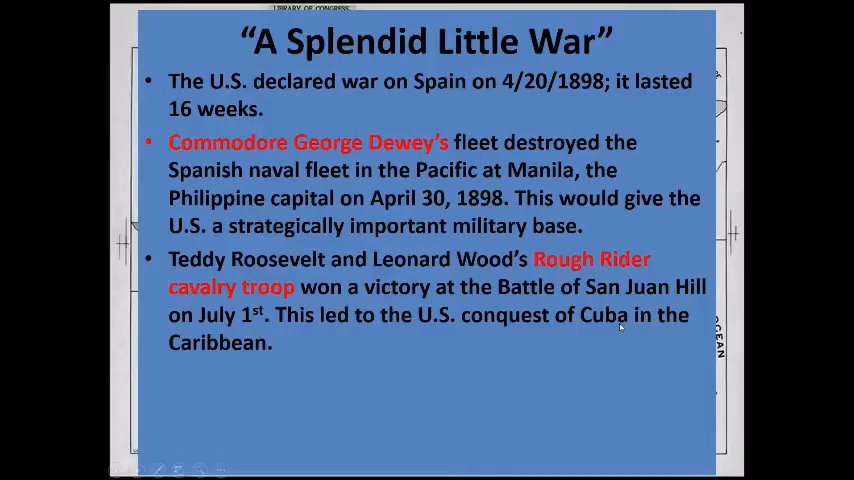 LIBRARY OF CONGRESS
“A Splendid Little War”
• The U.S. declared war on Spain on 4/20/1898; it lasted
16 weeks.
• Commodore George Dewey’s fleet destroyed the
Spanish naval fleet in the Pacific at Manila, the
Philippine capital on April 30, 1898. This would give the
U.S. a strategically important military base.
• Teddy Roosevelt and Leonard Wood’s Rough Rider
cavalry troop won a victory at the Battle of San Juan Hill
on July 1st. This led to the U.S. conquest of Cuba in the
Caribbean.
OCEAN